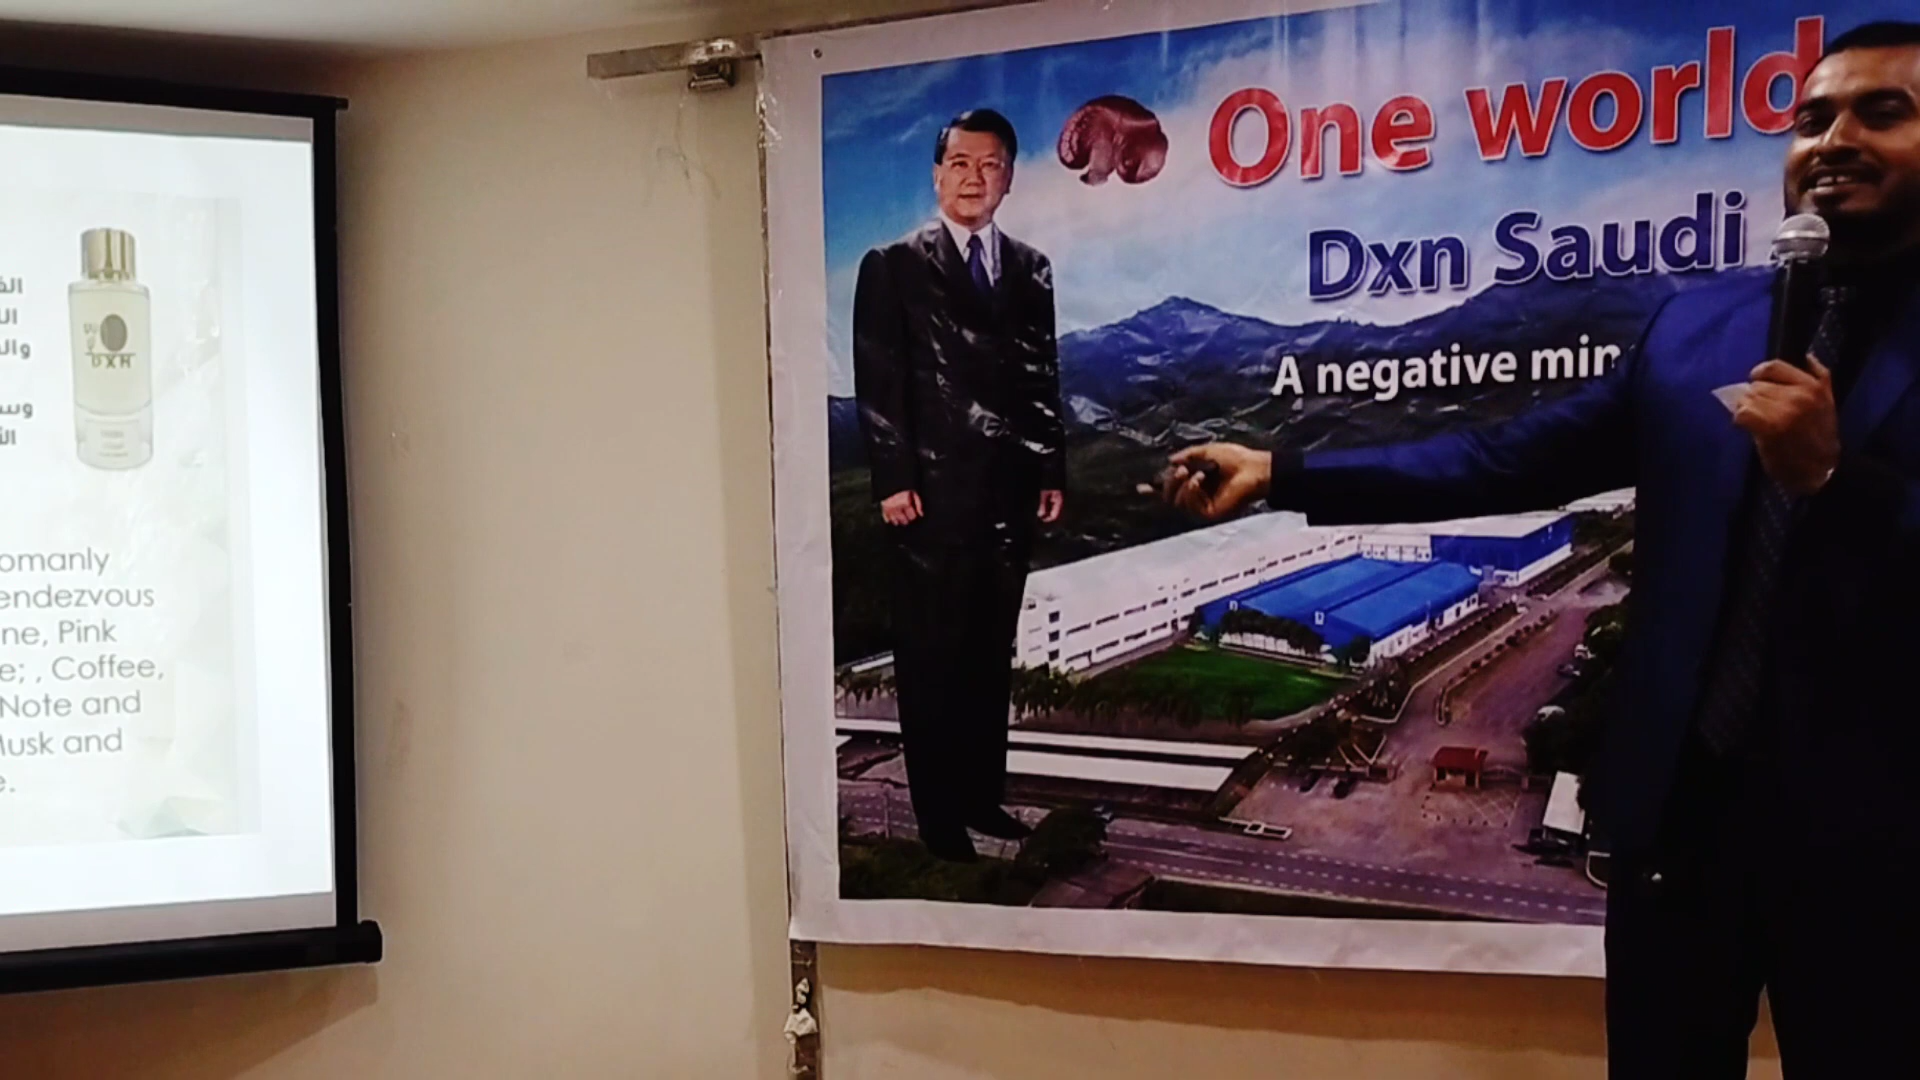 DXN
omanly
endezvous
ne, Pink
e; , Coffee,
Note and
Musk and
e.
One world
Dxn Saudi
A negative min